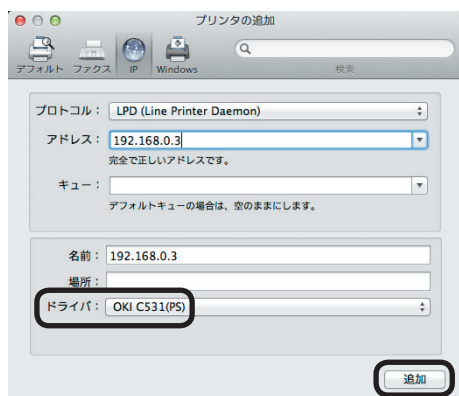 プリンタの追加
デフォルト ファクス IP Windows 検索
プロトコル： LPD (Line Printer Daemon)
アドレス： 192.168.0.3
完全で正しいアドレスです。
キュー：
デフォルトキューの場合は、空のままにします。
名前： 192.168.0.3
場所：
ドライバ： OKI C531(PS)
追加